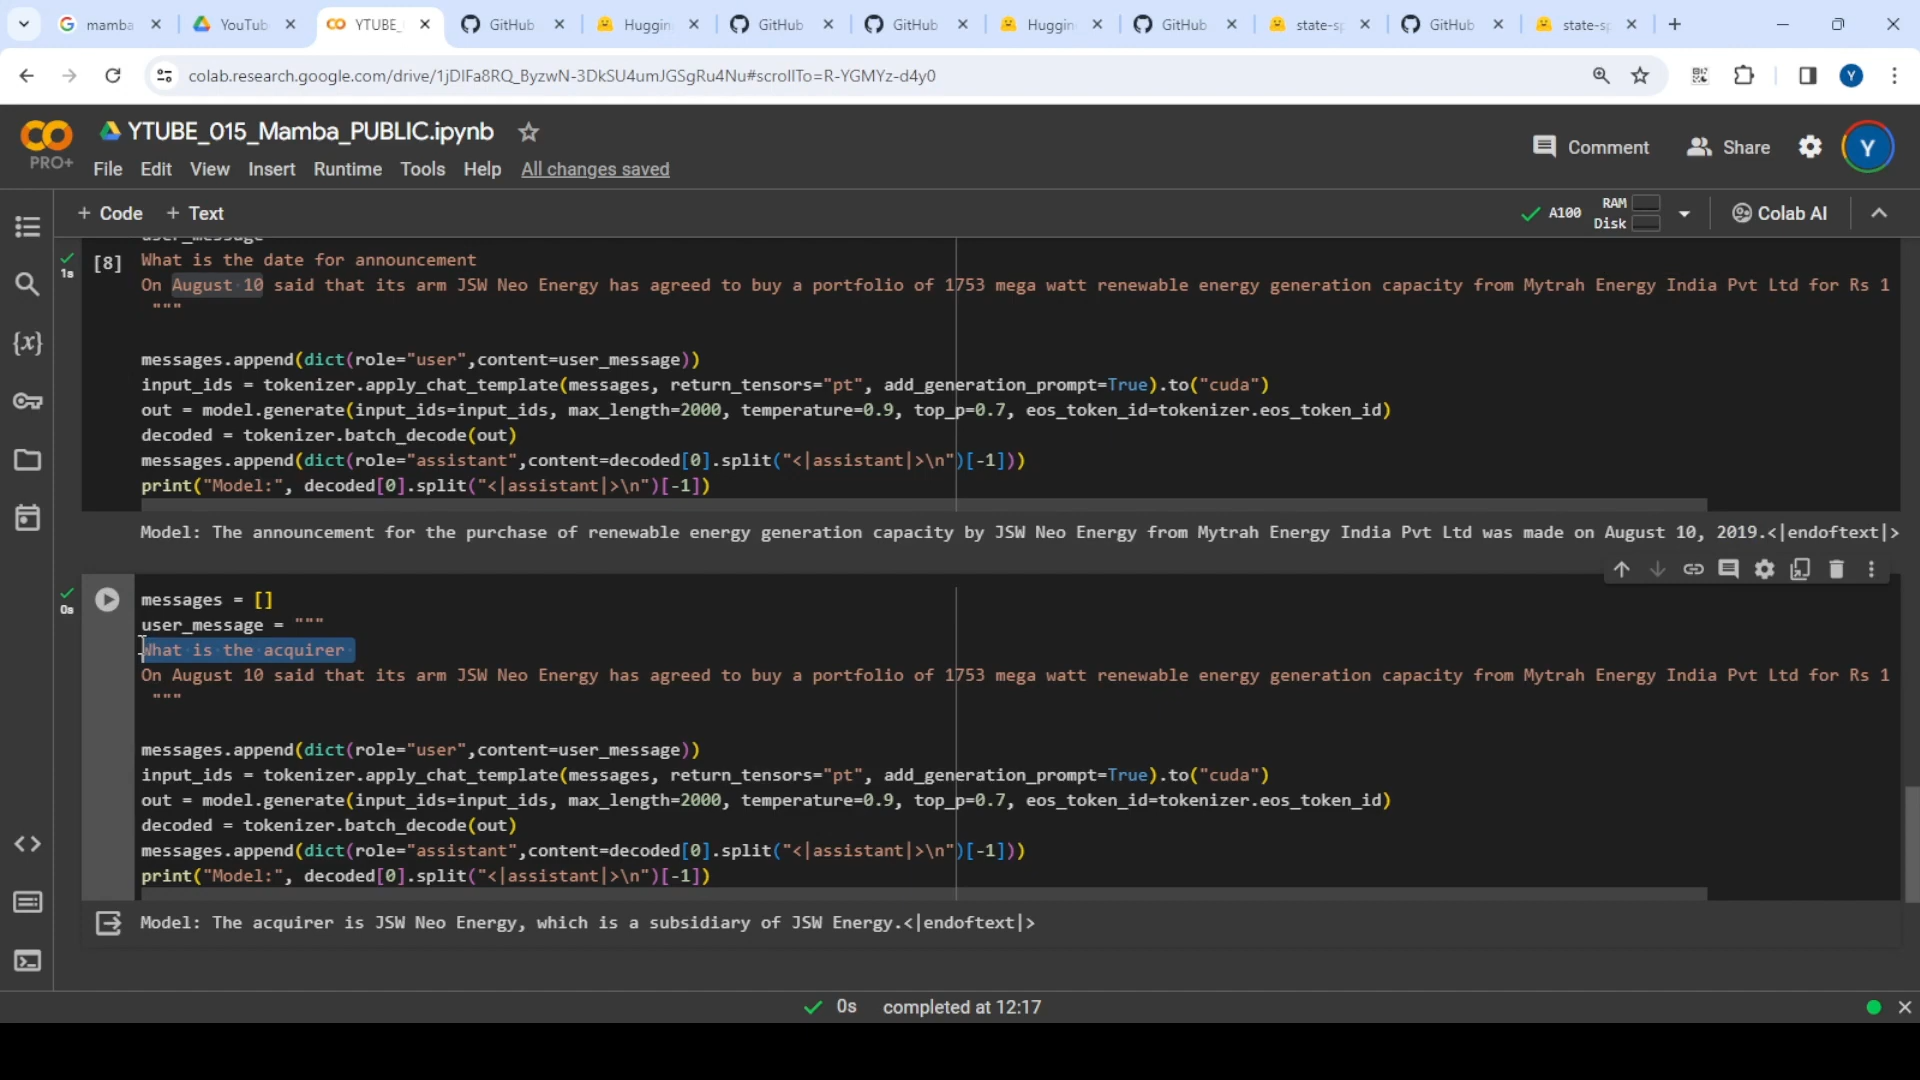 mamba
YouTub
YTUBE_
GitHub
Huggin
GitHub
GitHub
Huggin
GitHub
state-sp
GitHub
state-sp
colab.research.google.com/drive/1jDIFa8RQ_ByzwN-3DkSU4umJGSgRu4Nu#scrollTo=R-YGMYz-d4y0
Y
YTUBE_015_Mamba_PUBLIC.ipynb
PRO+
File Edit View Insert Runtime Tools Help All changes saved
Comment Share Y
+ Code + Text
A100 RAM Disk Colab AI
user_message
[8] What is the date for announcement
1s
On August 10 said that its arm JSW Neo Energy has agreed to buy a portfolio of 1753 mega watt renewable energy generation capacity from Mytrah Energy India Pvt Ltd for Rs 1
"""
messages.append(dict(role="user",content=user_message))
input_ids = tokenizer.apply_chat_template(messages, return_tensors="pt", add_generation_prompt=True).to("cuda")
out = model.generate(input_ids=input_ids, max_length=2000, temperature=0.9, top_p=0.7, eos_token_id=tokenizer.eos_token_id)
decoded = tokenizer.batch_decode(out)
messages.append(dict(role="assistant",content=decoded[0].split("<|assistant|>\n")[-1]))
print("Model:", decoded[0].split("<|assistant|>\n")[-1])
Model: The announcement for the purchase of renewable energy generation capacity by JSW Neo Energy from Mytrah Energy India Pvt Ltd was made on August 10, 2019.<|endoftext|>
messages = []
0s
user_message = """
What is the acquirer
On August 10 said that its arm JSW Neo Energy has agreed to buy a portfolio of 1753 mega watt renewable energy generation capacity from Mytrah Energy India Pvt Ltd for Rs 1
"""
messages.append(dict(role="user",content=user_message))
input_ids = tokenizer.apply_chat_template(messages, return_tensors="pt", add_generation_prompt=True).to("cuda")
out = model.generate(input_ids=input_ids, max_length=2000, temperature=0.9, top_p=0.7, eos_token_id=tokenizer.eos_token_id)
decoded = tokenizer.batch_decode(out)
messages.append(dict(role="assistant",content=decoded[0].split("<|assistant|>\n")[-1]))
print("Model:", decoded[0].split("<|assistant|>\n")[-1])
Model: The acquirer is JSW Neo Energy, which is a subsidiary of JSW Energy.<|endoftext|>
0s completed at 12:17